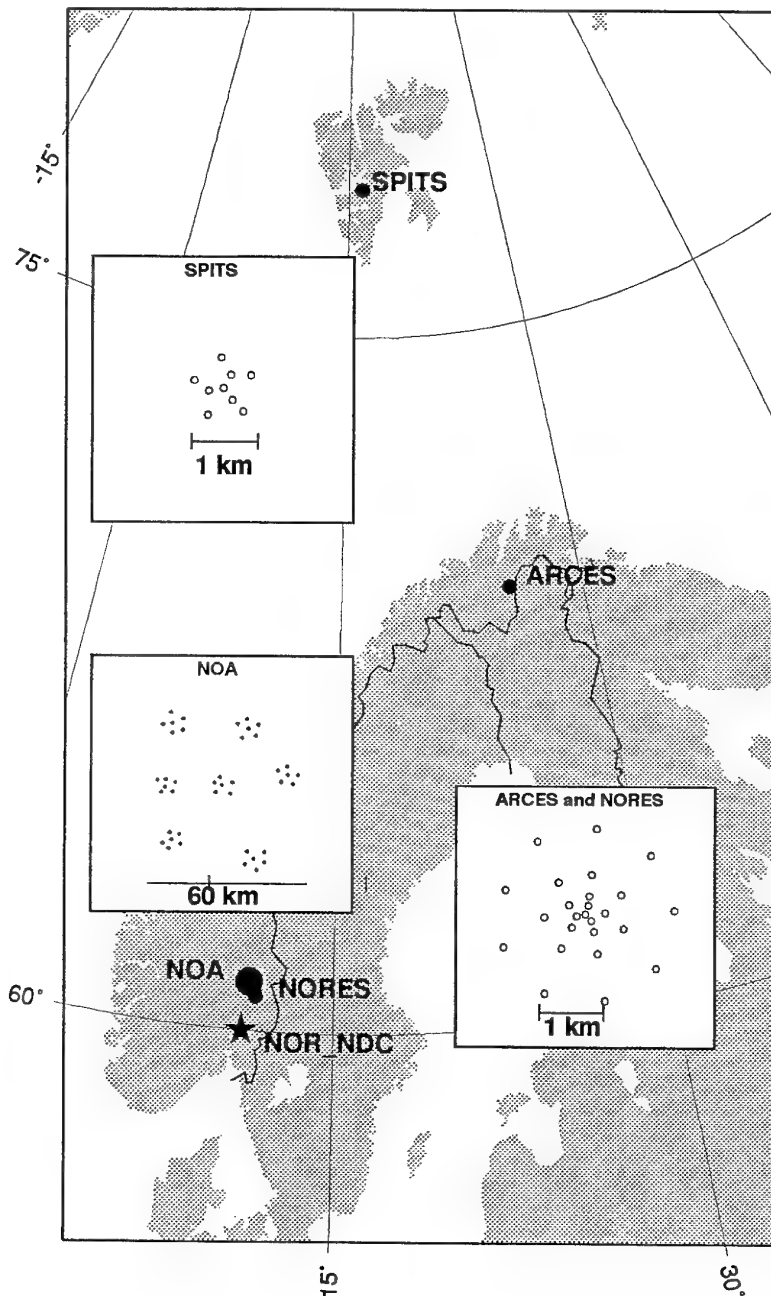 -15°
SPITS
75°
SPITS
1 km
ARCES
NOA
60 km
ARCES and NORES
1 km
NOA
NORES
60°
NOR_NDC
15°
30°